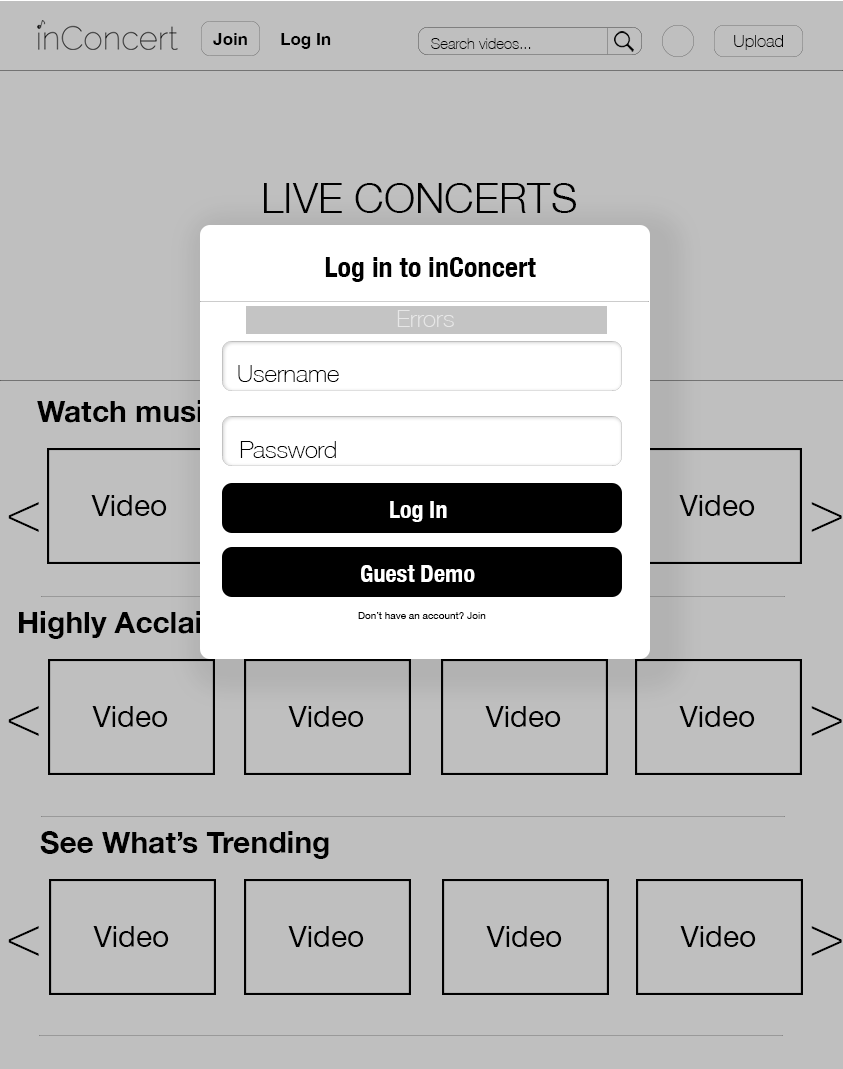 inConcert
Join
Log In
Search videos...
Upload
LIVE CONCERTS
Log in to inConcert
Errors
Username
Password
Log In
Guest Demo
Don't have an account? Join
Watch musi
< Video Video >
Highly Acclai
< Video Video Video Video >
See What’s Trending
< Video Video Video Video >